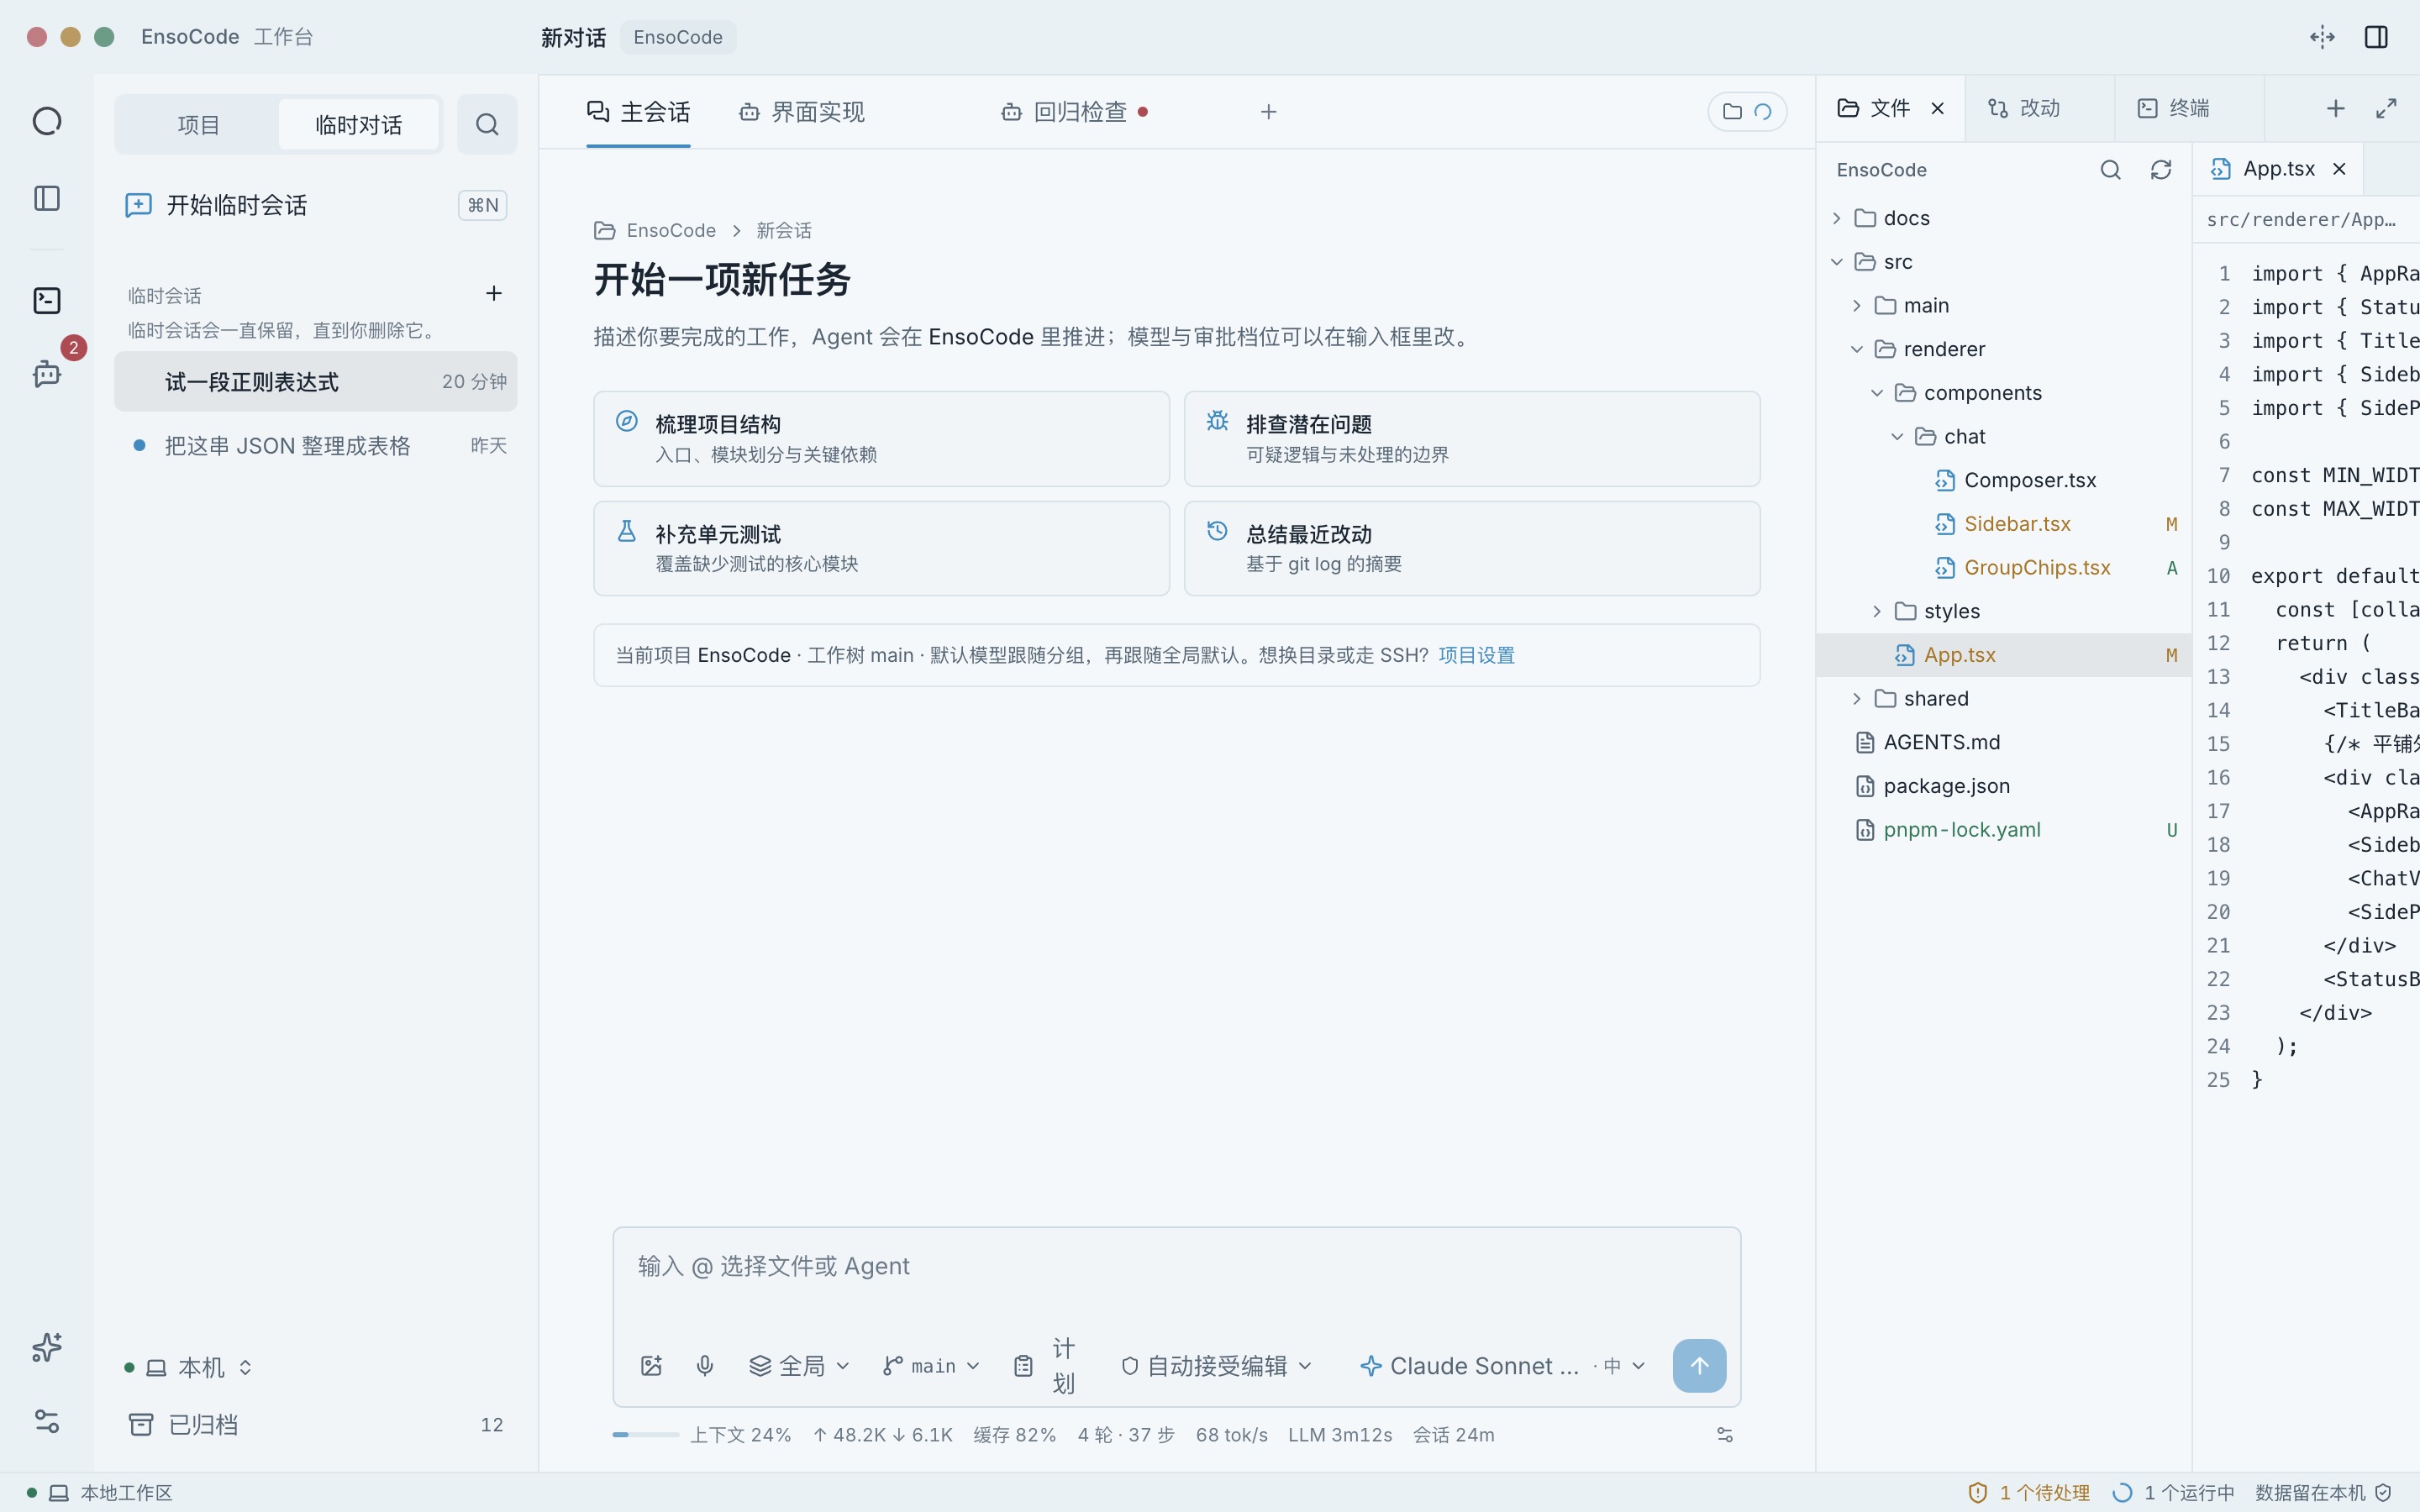 EnsoCode 工作台
新对话 EnsoCode
项目 临时对话
开始临时会话 ⌘N
临时会话
临时会话会一直保留，直到你删除它。
2
试一段正则表达式 20 分钟
把这串 JSON 整理成表格 昨天
本机
已归档 12
主会话 界面实现 回归检查
EnsoCode 新会话
开始一项新任务
描述你要完成的工作，Agent 会在 EnsoCode 里推进；模型与审批档位可以在输入框里改。
梳理项目结构
入口、模块划分与关键依赖
排查潜在问题
可疑逻辑与未处理的边界
补充单元测试
覆盖缺少测试的核心模块
总结最近改动
基于 git log 的摘要
当前项目 EnsoCode · 工作树 main · 默认模型跟随分组，再跟随全局默认。想换目录或走 SSH？ 项目设置
输入 @ 选择文件或 Agent
全局 main 计划 自动接受编辑 Claude Sonnet ... · 中
上下文 24% ↑ 48.2K ↓ 6.1K 缓存 82% 4 轮 · 37 步 68 tok/s LLM 3m12s 会话 24m
文件 改动 终端
EnsoCode
docs
src
main
renderer
components
chat
Composer.tsx
Sidebar.tsx M
GroupChips.tsx A
styles
App.tsx M
shared
AGENTS.md
package.json
pnpm-lock.yaml U
App.tsx
src/renderer/App…
1 import { AppRa
2 import { Statu
3 import { Title
4 import { Sideb
5 import { SideP
6
7 const MIN_WIDT
8 const MAX_WIDT
9
10 export default
11 const [colla
12 return (
13 <div class
14 <TitleBa
15 {/* 平铺
16 <div cla
17 <AppRa
18 <Sideb
19 <ChatV
20 <SideP
21 </div>
22 <StatusB
23 </div>
24 );
25 }
本地工作区
1 个待处理 1 个运行中 数据留在本机